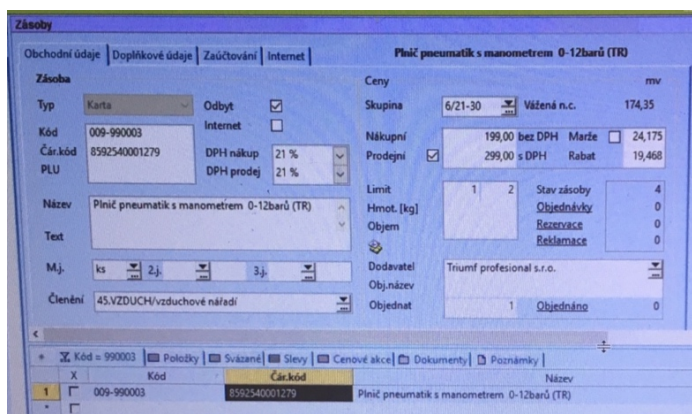 Zásoby
Obchodní údaje Doplňkové údaje Zaúčtování Internet Plnič pneumatik s manometrem 0-12barů (TR)
Zásoba Ceny mv
Typ Karta Odbyt Skupina 6/21-30 Vážená n.c. 174,35
Internet
Kód 009-990003 Nákupní 199,00 bez DPH Marže 24,175
Čár.kód 8592540001279 DPH nákup 21 % Prodejní 299,00 s DPH Rabat 19,468
PLU DPH prodej 21 %
Limit 1 2 Stav zásoby 4
Název Plnič pneumatik s manometrem 0-12barů (TR) Hmot. [kg] Objednávky 0
Objem Rezervace 0
Text Reklamace 0
M.j. ks 2.j. 3.j. Dodavatel Triumf profesional s.r.o.
Obj.název
Členění 45.VZDUCH/vzduchové nářadí Objednat 1 Objednáno 0
Kód = 990003 Položky Svázané Slevy Cenové akce Dokumenty Poznámky
X Kód Čár.kód Název
1 009-990003 8592540001279 Plnič pneumatik s manometrem 0-12barů (TR)